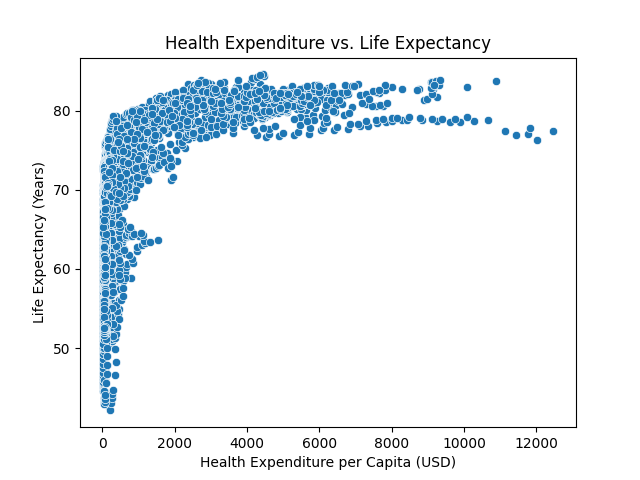 Health Expenditure vs. Life Expectancy
80
70
60
50
Life Expectancy (Years)
0 2000 4000 6000 8000 10000 12000
Health Expenditure per Capita (USD)